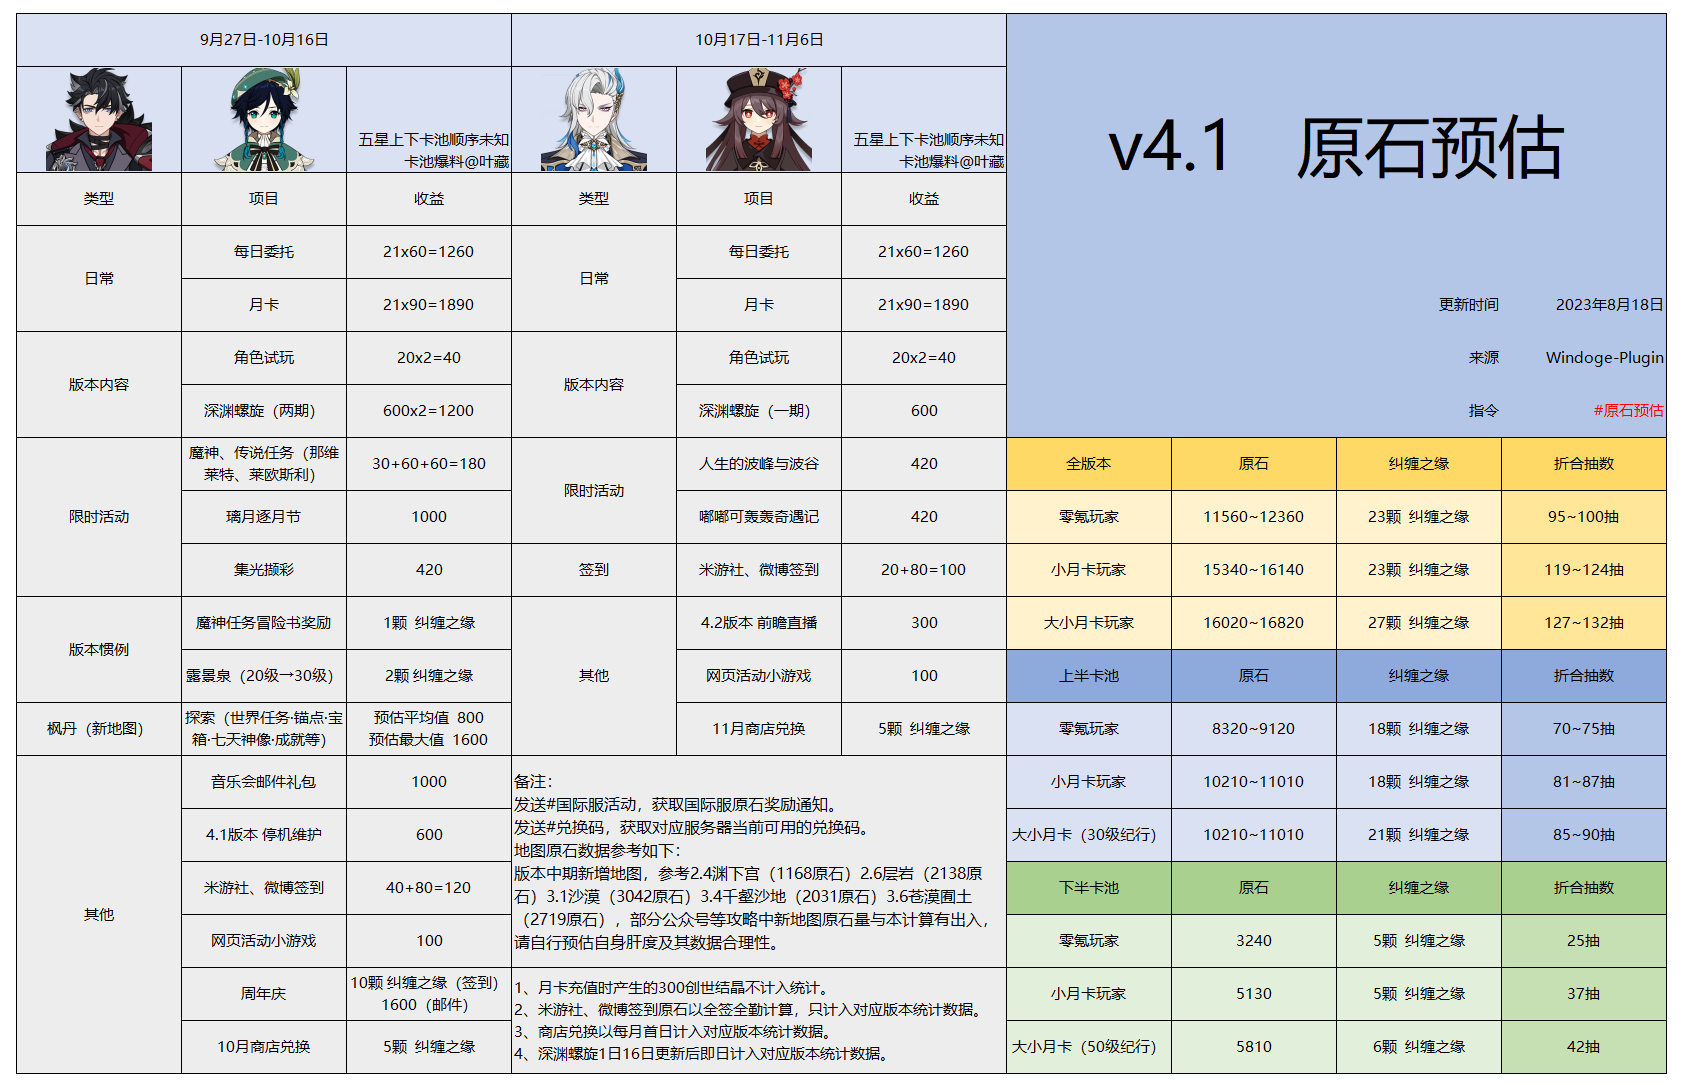 9月27日-10月16日
10月17日-11月6日
v4.1 原石预估
五星上下卡池顺序未知
卡池爆料@叶藏
五星上下卡池顺序未知
卡池爆料@叶藏
类型 项目 收益 类型 项目 收益
日常
每日委托 21x60=1260
月卡 21x90=1890
日常
每日委托 21x60=1260
月卡 21x90=1890
更新时间 2023年8月18日
来源 Windoge-Plugin
指令 #原石预估
版本内容
角色试玩 20x2=40
深渊螺旋（两期） 600x2=1200
版本内容
角色试玩 20x2=40
深渊螺旋（一期） 600
限时活动
魔神、传说任务（那维
莱特、莱欧斯利）
30+60+60=180
璃月逐月节 1000
集光撷彩 420
限时活动
人生的波峰与波谷 420
嘟嘟可轰轰奇遇记 420
签到 米游社、微博签到 20+80=100
版本惯例
魔神任务冒险书奖励 1颗 纠缠之缘
露景泉（20级→30级） 2颗 纠缠之缘
枫丹（新地图）
探索（世界任务·锚点·宝
箱·七天神像·成就等）
预估平均值 800
预估最大值 1600
其他
4.2版本 前瞻直播 300
网页活动小游戏 100
11月商店兑换 5颗 纠缠之缘
其他
音乐会邮件礼包 1000
4.1版本 停机维护 600
米游社、微博签到 40+80=120
网页活动小游戏 100
周年庆
10颗 纠缠之缘（签到）
1600（邮件）
10月商店兑换 5颗 纠缠之缘
备注：
发送#国际服活动，获取国际服原石奖励通知。
发送#兑换码，获取对应服务器当前可用的兑换码。
地图原石数据参考如下：
版本中期新增地图，参考2.4渊下宫（1168原石）2.6层岩（2138原
石）3.1沙漠（3042原石）3.4千壑沙地（2031原石）3.6苍漠囿土
（2719原石），部分公众号等攻略中新地图原石量与本计算有出入，
请自行预估自身肝度及其数据合理性。
1、月卡充值时产生的300创世结晶不计入统计。
2、米游社、微博签到原石以全签全勤计算，只计入对应版本统计数据。
3、商店兑换以每月首日计入对应版本统计数据。
4、深渊螺旋1日16日更新后即日计入对应版本统计数据。
全版本 原石 纠缠之缘 折合抽数
零氪玩家 11560~12360 23颗 纠缠之缘 95~100抽
小月卡玩家 15340~16140 23颗 纠缠之缘 119~124抽
大小月卡玩家 16020~16820 27颗 纠缠之缘 127~132抽
上半卡池 原石 纠缠之缘 折合抽数
零氪玩家 8320~9120 18颗 纠缠之缘 70~75抽
小月卡玩家 10210~11010 18颗 纠缠之缘 81~87抽
大小月卡（30级纪行） 10210~11010 21颗 纠缠之缘 85~90抽
下半卡池 原石 纠缠之缘 折合抽数
零氪玩家 3240 5颗 纠缠之缘 25抽
小月卡玩家 5130 5颗 纠缠之缘 37抽
大小月卡（50级纪行） 5810 6颗 纠缠之缘 42抽